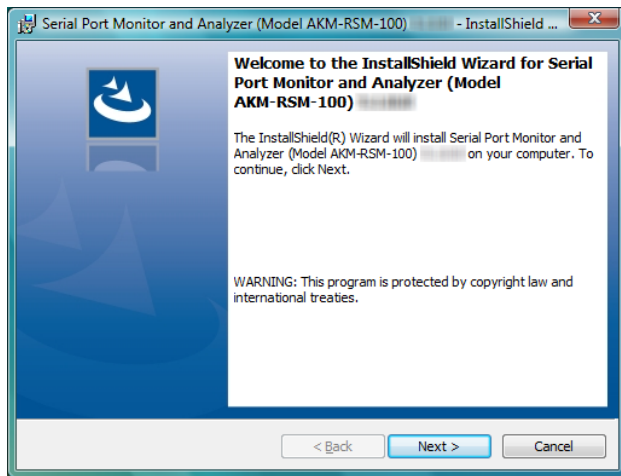 Serial Port Monitor and Analyzer (Model AKM-RSM-100) - InstallShield ...
Welcome to the InstallShield Wizard for Serial
Port Monitor and Analyzer (Model
AKM-RSM-100)
The InstallShield(R) Wizard will install Serial Port Monitor and
Analyzer (Model AKM-RSM-100) on your computer. To
continue, click Next.
WARNING: This program is protected by copyright law and
international treaties.
< Back
Next >
Cancel